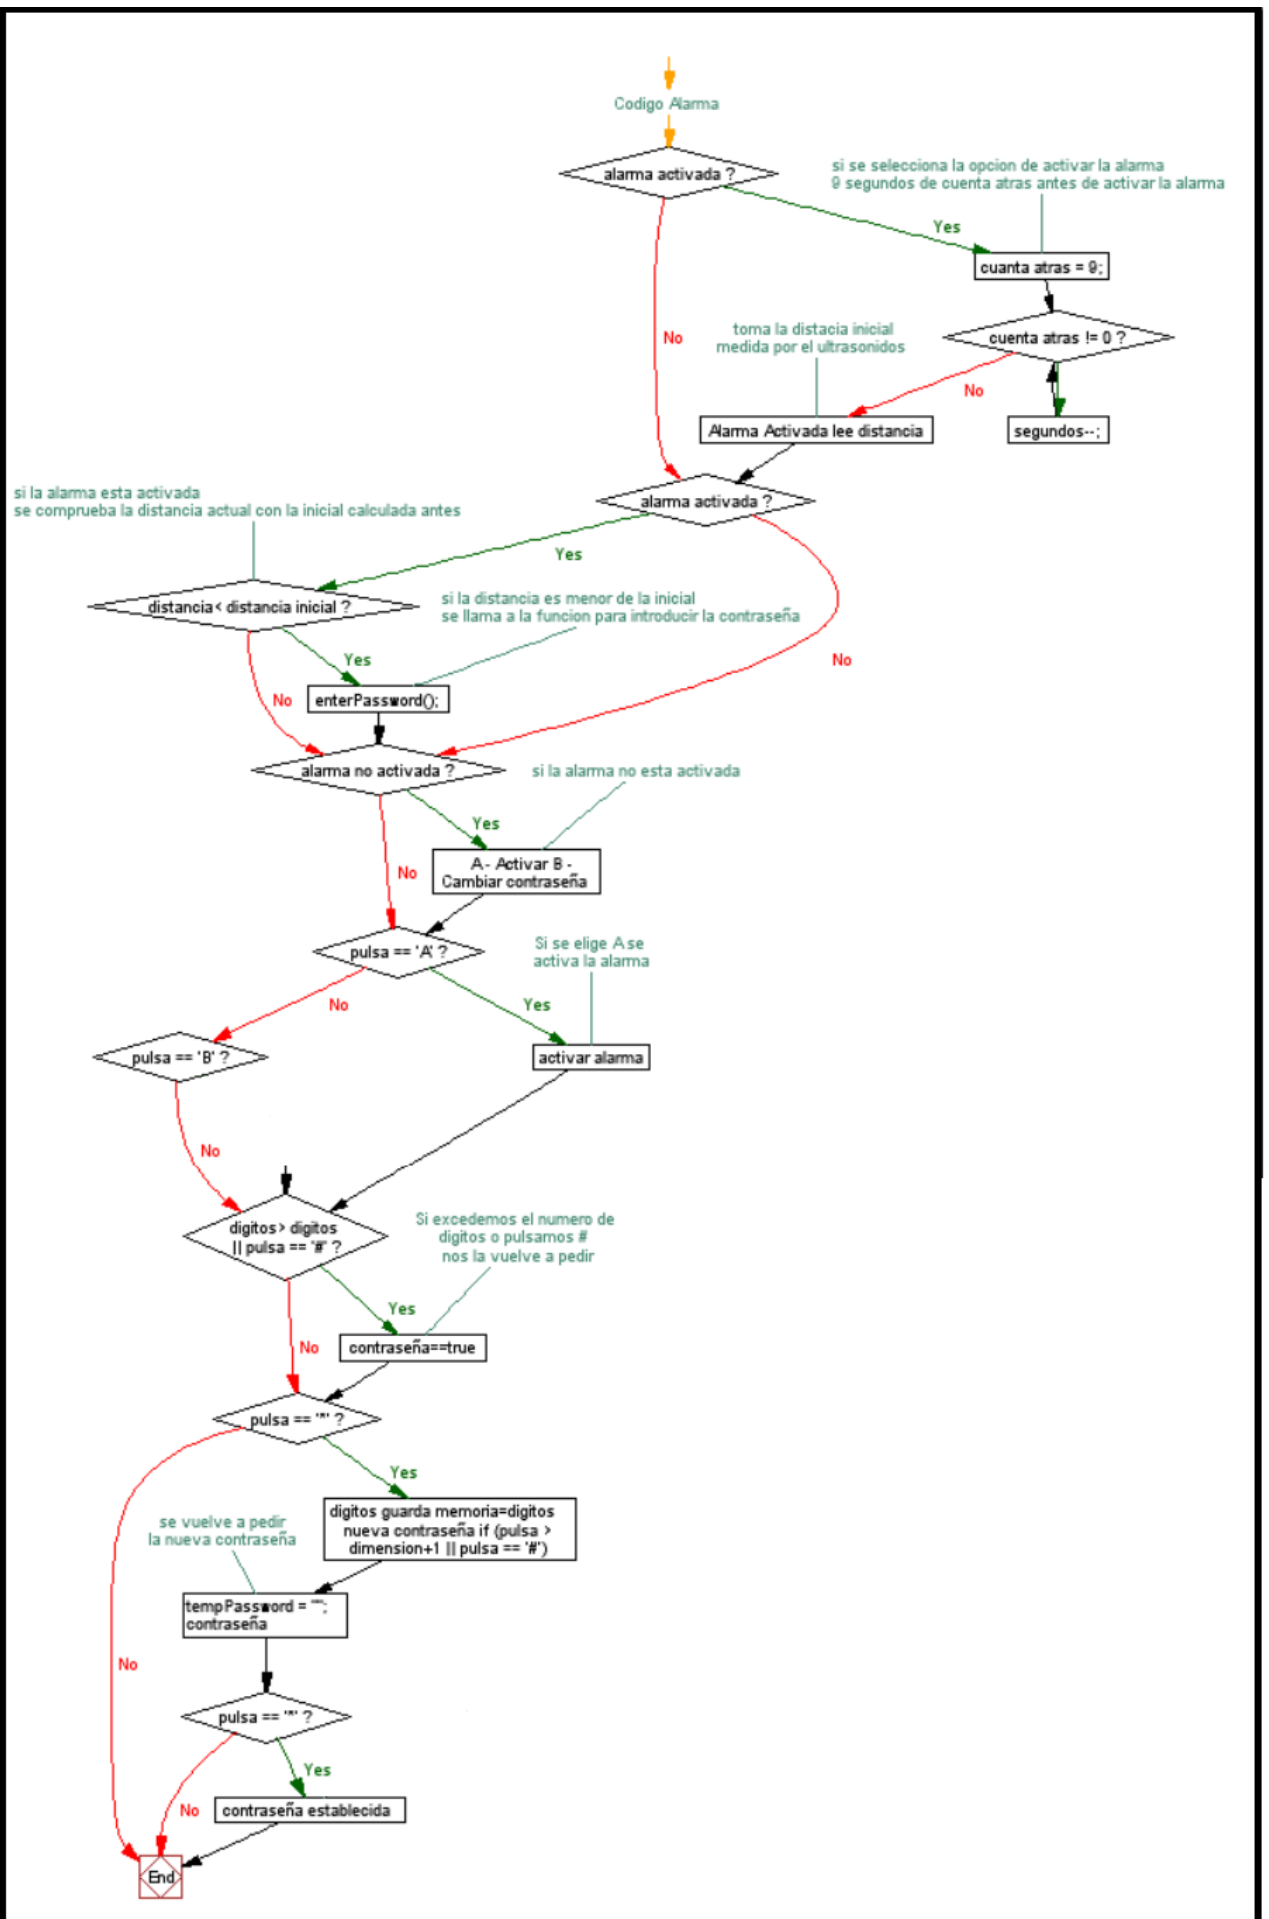 Codigo Alarma
alarma activada ?
si se selecciona la opcion de activar la alarma
9 segundos de cuenta atras antes de activar la alarma
Yes
cuanta atras = 9;
No
toma la distacia inicial
medida por el ultrasonidos
cuenta atras != 0 ?
No
Alarma Activada lee distancia
segundos--;
si la alarma esta activada
se comprueba la distancia actual con la inicial calculada antes
alarma activada ?
Yes
distancia< distancia inicial ?
si la distancia es menor de la inicial
se llama a la funcion para introducir la contraseña
Yes
No
No
enterPassword();
alarma no activada ?
si la alarma no esta activada
Yes
No
A - Activar B -
Cambiar contraseña
pulsa == 'A' ?
Si se elige A se
activa la alarma
No
Yes
pulsa == 'B' ?
activar alarma
No
digitos> digitos
|| pulsa == '#' ?
Si excedemos el numero de
digitos o pulsamos #
nos la vuelve a pedir
Yes
No
contraseña==true
pulsa == '*' ?
Yes
se vuelve a pedir
la nueva contraseña
digitos guarda memoria=digitos
nueva contraseña if (pulsa >
dimension+1 || pulsa == '#')
tempPassword = "";
contraseña
No
pulsa == '*' ?
Yes
No
contraseña establecida
End